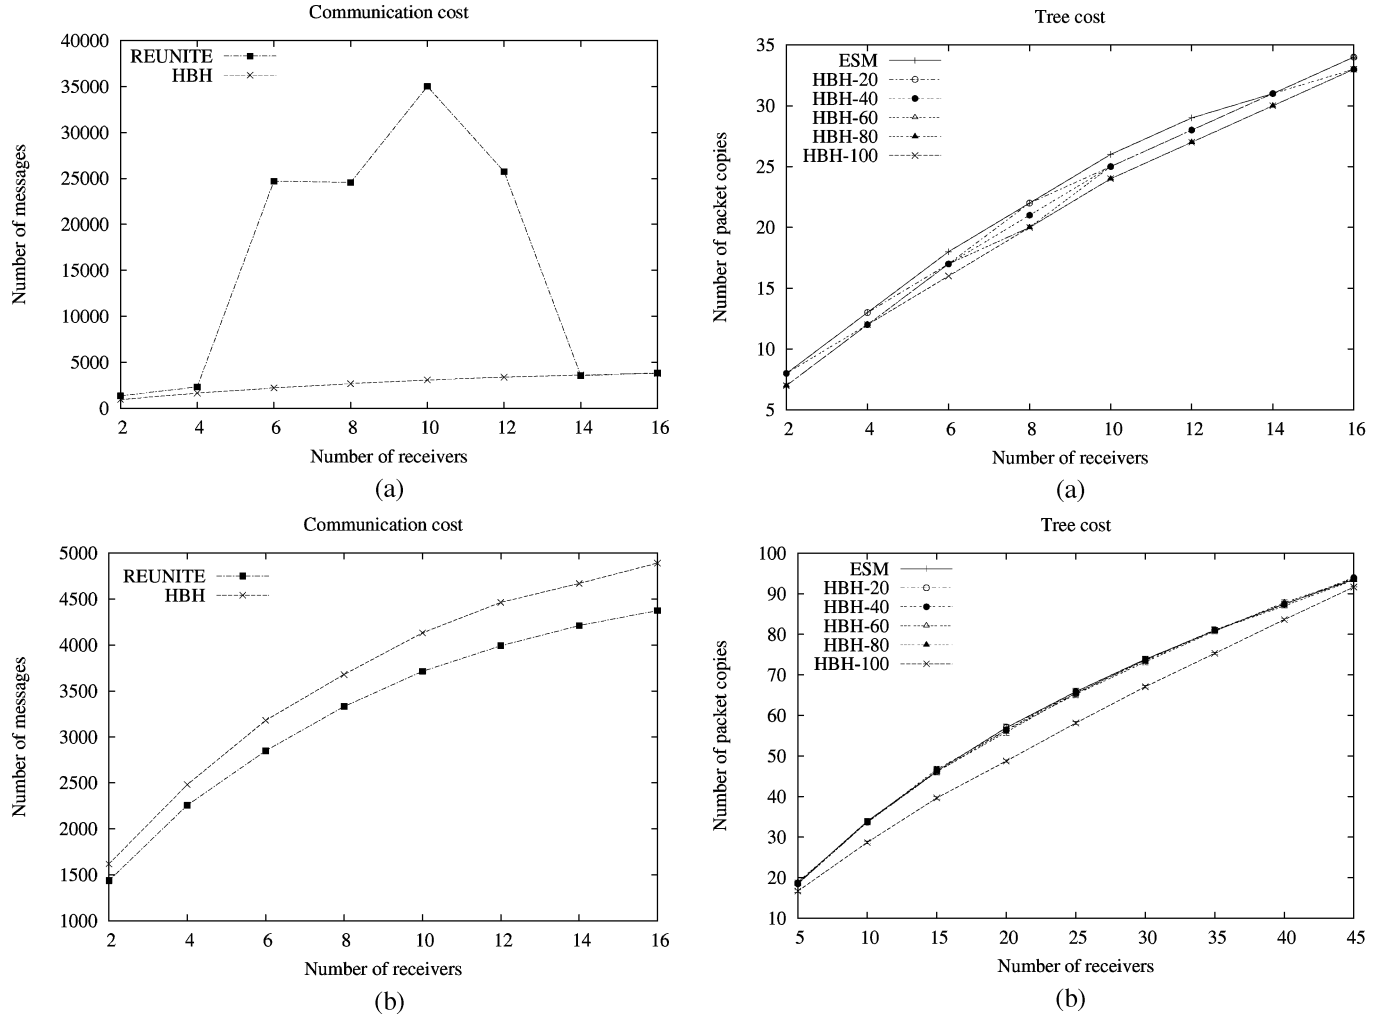 Communication cost
40000
35000
30000
25000
20000
15000
10000
5000
0
REUNITE
HBH
Number of messages
2 4 6 8 10 12 14 16
Number of receivers
(a)
Tree cost
35
30
25
20
15
10
5
ESM
HBH-20
HBH-40
HBH-60
HBH-80
HBH-100
Number of packet copies
2 4 6 8 10 12 14 16
Number of receivers
(a)
Communication cost
5000
4500
4000
3500
3000
2500
2000
1500
1000
REUNITE
HBH
Number of messages
2 4 6 8 10 12 14 16
Number of receivers
(b)
Tree cost
100
90
80
70
60
50
40
30
20
10
ESM
HBH-20
HBH-40
HBH-60
HBH-80
HBH-100
Number of packet copies
5 10 15 20 25 30 35 40 45
Number of receivers
(b)